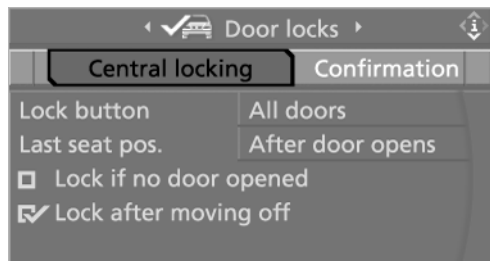 Door locks
Central locking Confirmation
Lock button All doors
Last seat pos. After door opens
Lock if no door opened
Lock after moving off